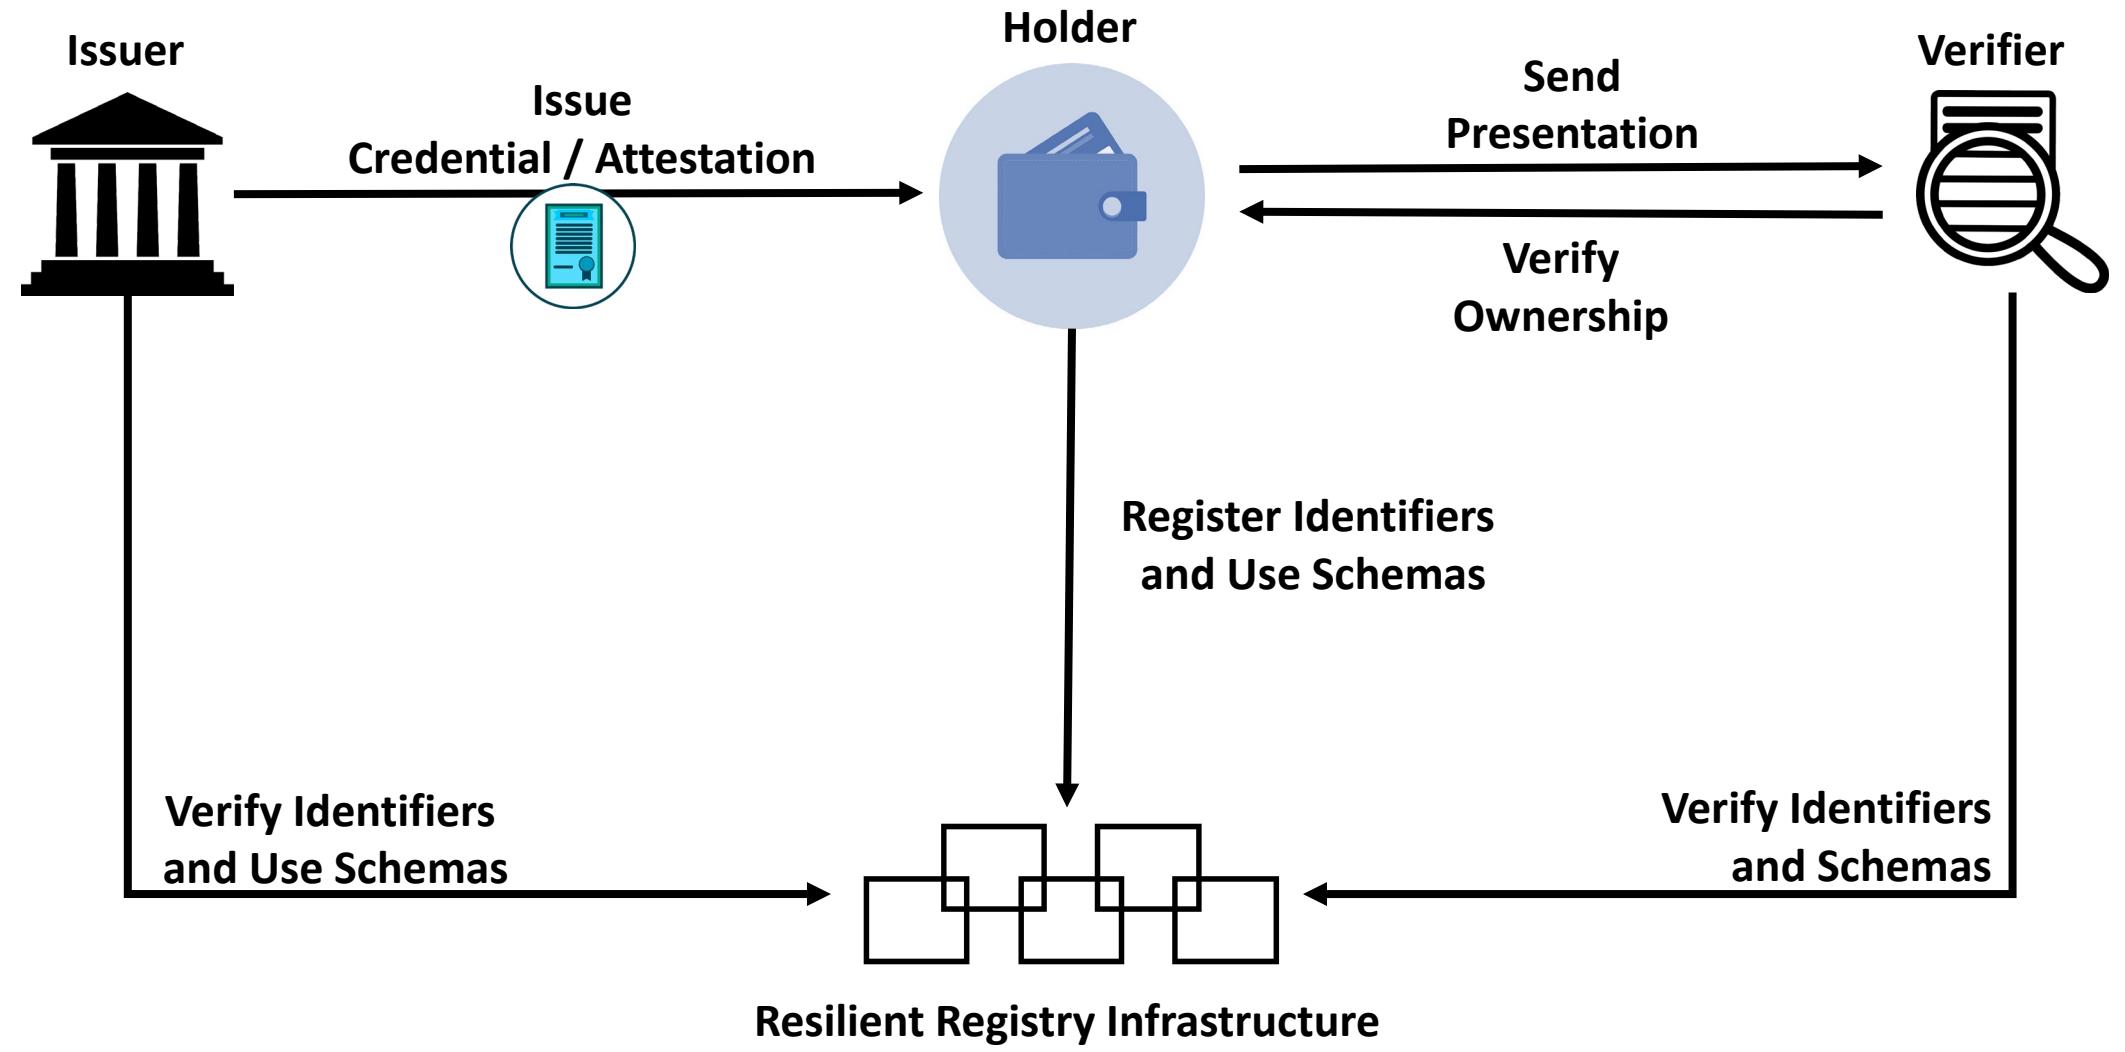 Issuer
Holder
Verifier
Issue
Credential / Attestation
Send
Presentation
Verify
Ownership
Register Identifiers
and Use Schemas
Verify Identifiers
and Use Schemas
Verify Identifiers
and Schemas
Resilient Registry Infrastructure